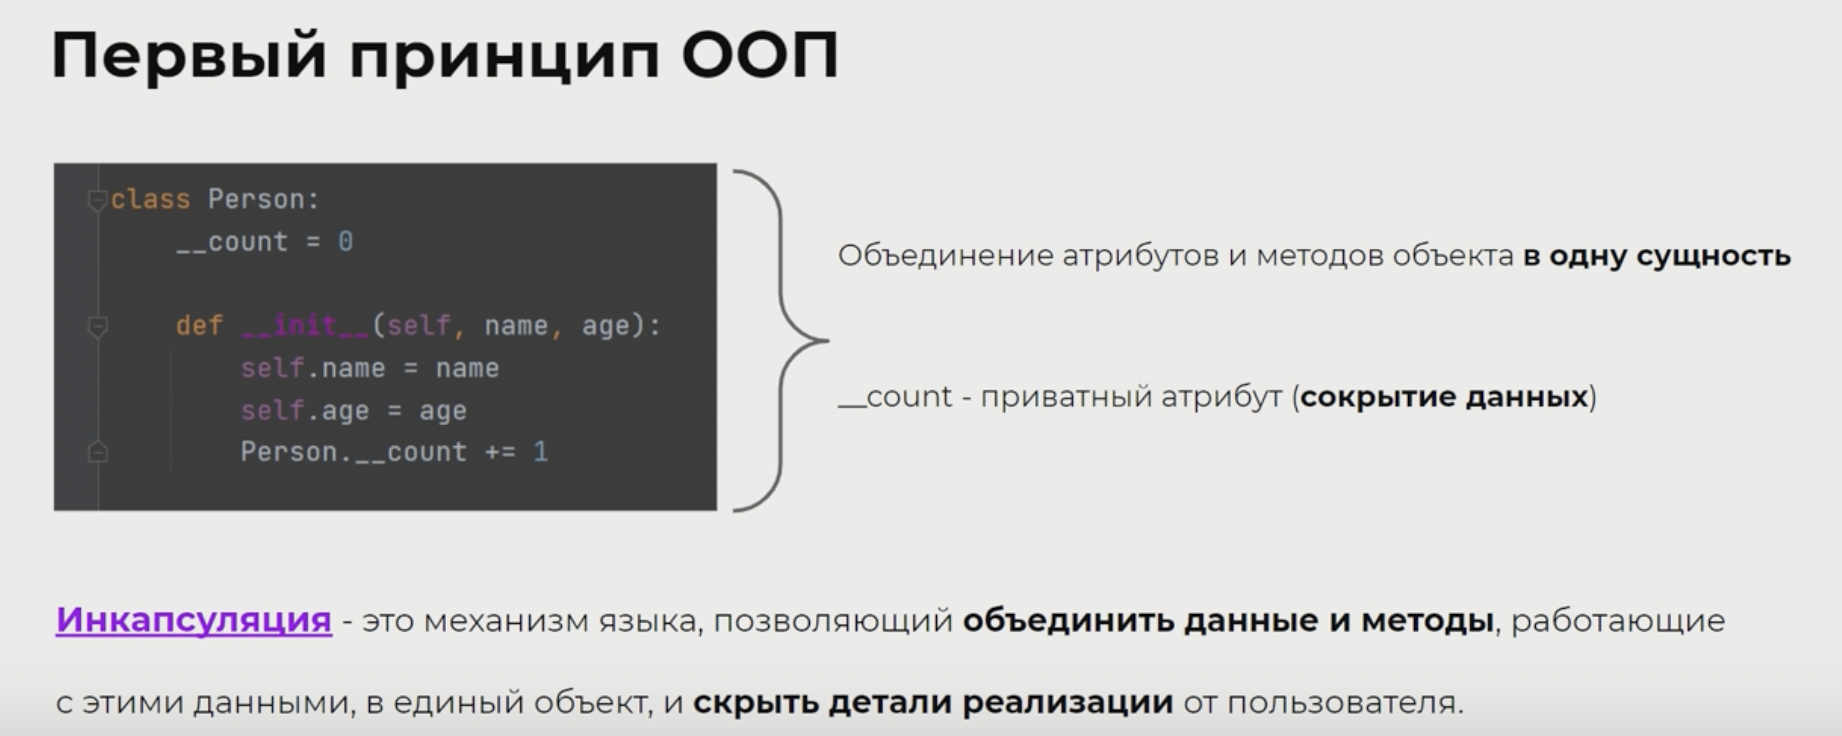 Первый принцип ООП
class Person:
__count = 0
def __init__(self, name, age):
self.name = name
self.age = age
Person.__count += 1
Объединение атрибутов и методов объекта в одну сущность
__count - приватный атрибут (сокрытие данных)
Инкапсуляция - это механизм языка, позволяющий объединить данные и методы, работающие
с этими данными, в единый объект, и скрыть детали реализации от пользователя.